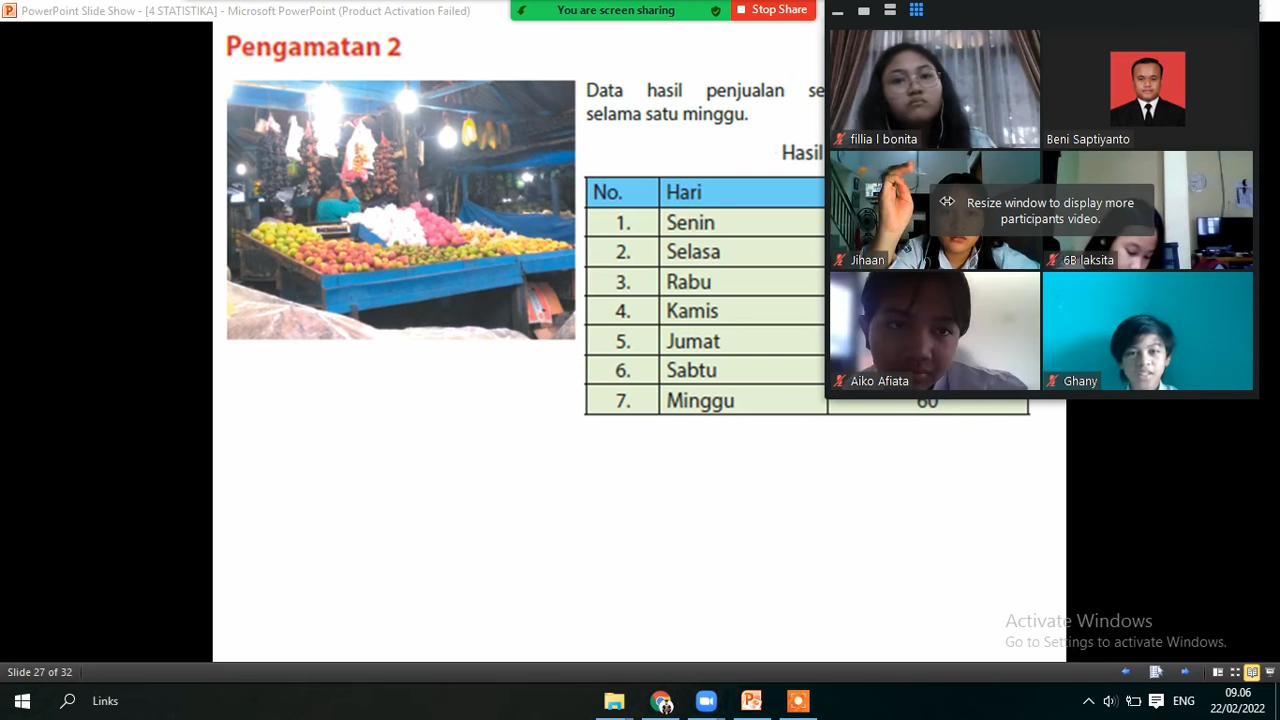 PowerPoint Slide Show - [4 STATISTIKA] - Microsoft PowerPoint (Product Activation Failed)
You are screen sharing
Stop Share
Pengamatan 2
Data hasil penjualan se
selama satu minggu.
Hasil
No. Hari
1. Senin
2. Selasa
3. Rabu
4. Kamis
5. Jumat
6. Sabtu
7. Minggu 60
fillia l bonita
Beni Saptiyanto
Resize window to display more
participants video.
Jihaan
6B laksita
Aiko Afiata
Ghany
Activate Windows
Go to Settings to activate Windows.
Slide 27 of 32
Links
ENG
09.06
22/02/2022